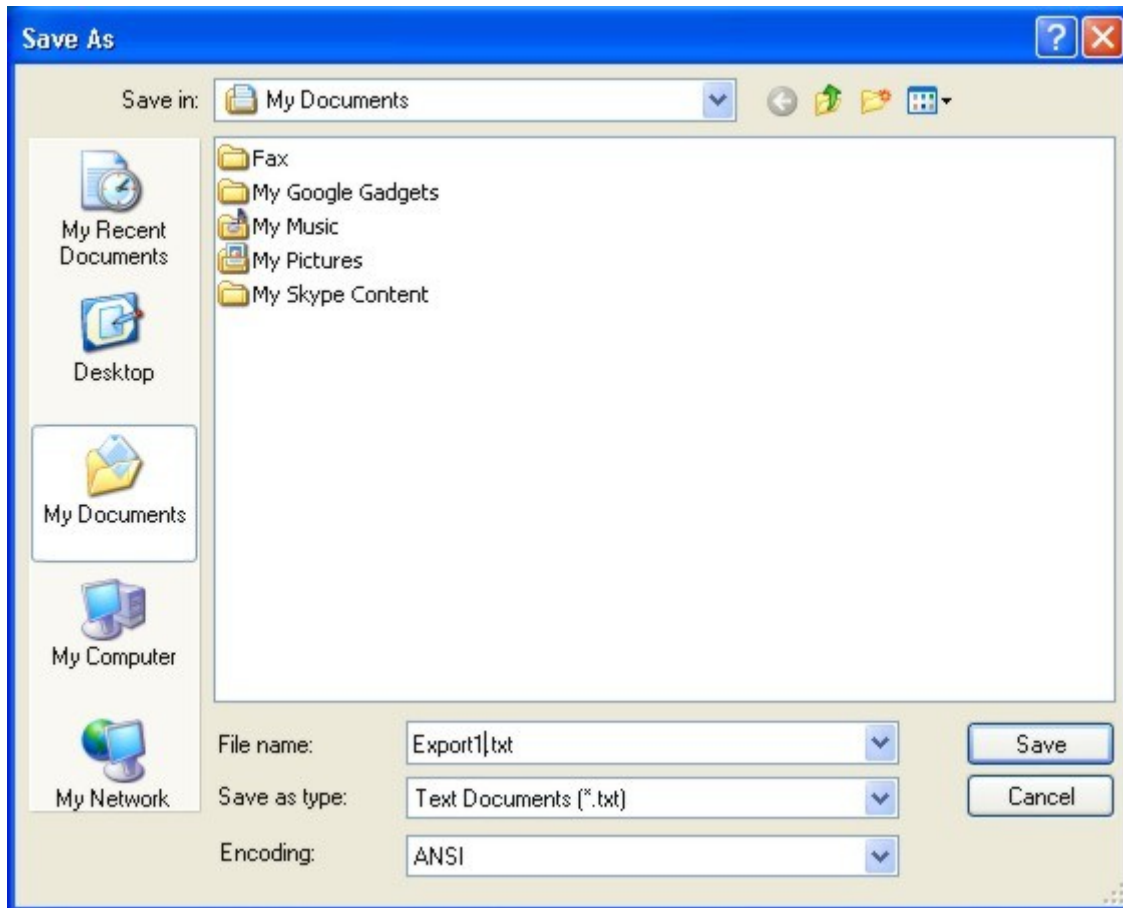 Save As
Save in:
My Documents
My Recent
Documents
Desktop
My Documents
My Computer
My Network
Fax
My Google Gadgets
My Music
My Pictures
My Skype Content
File name:
Export1.txt
Save
Save as type:
Text Documents (*.txt)
Cancel
Encoding:
ANSI